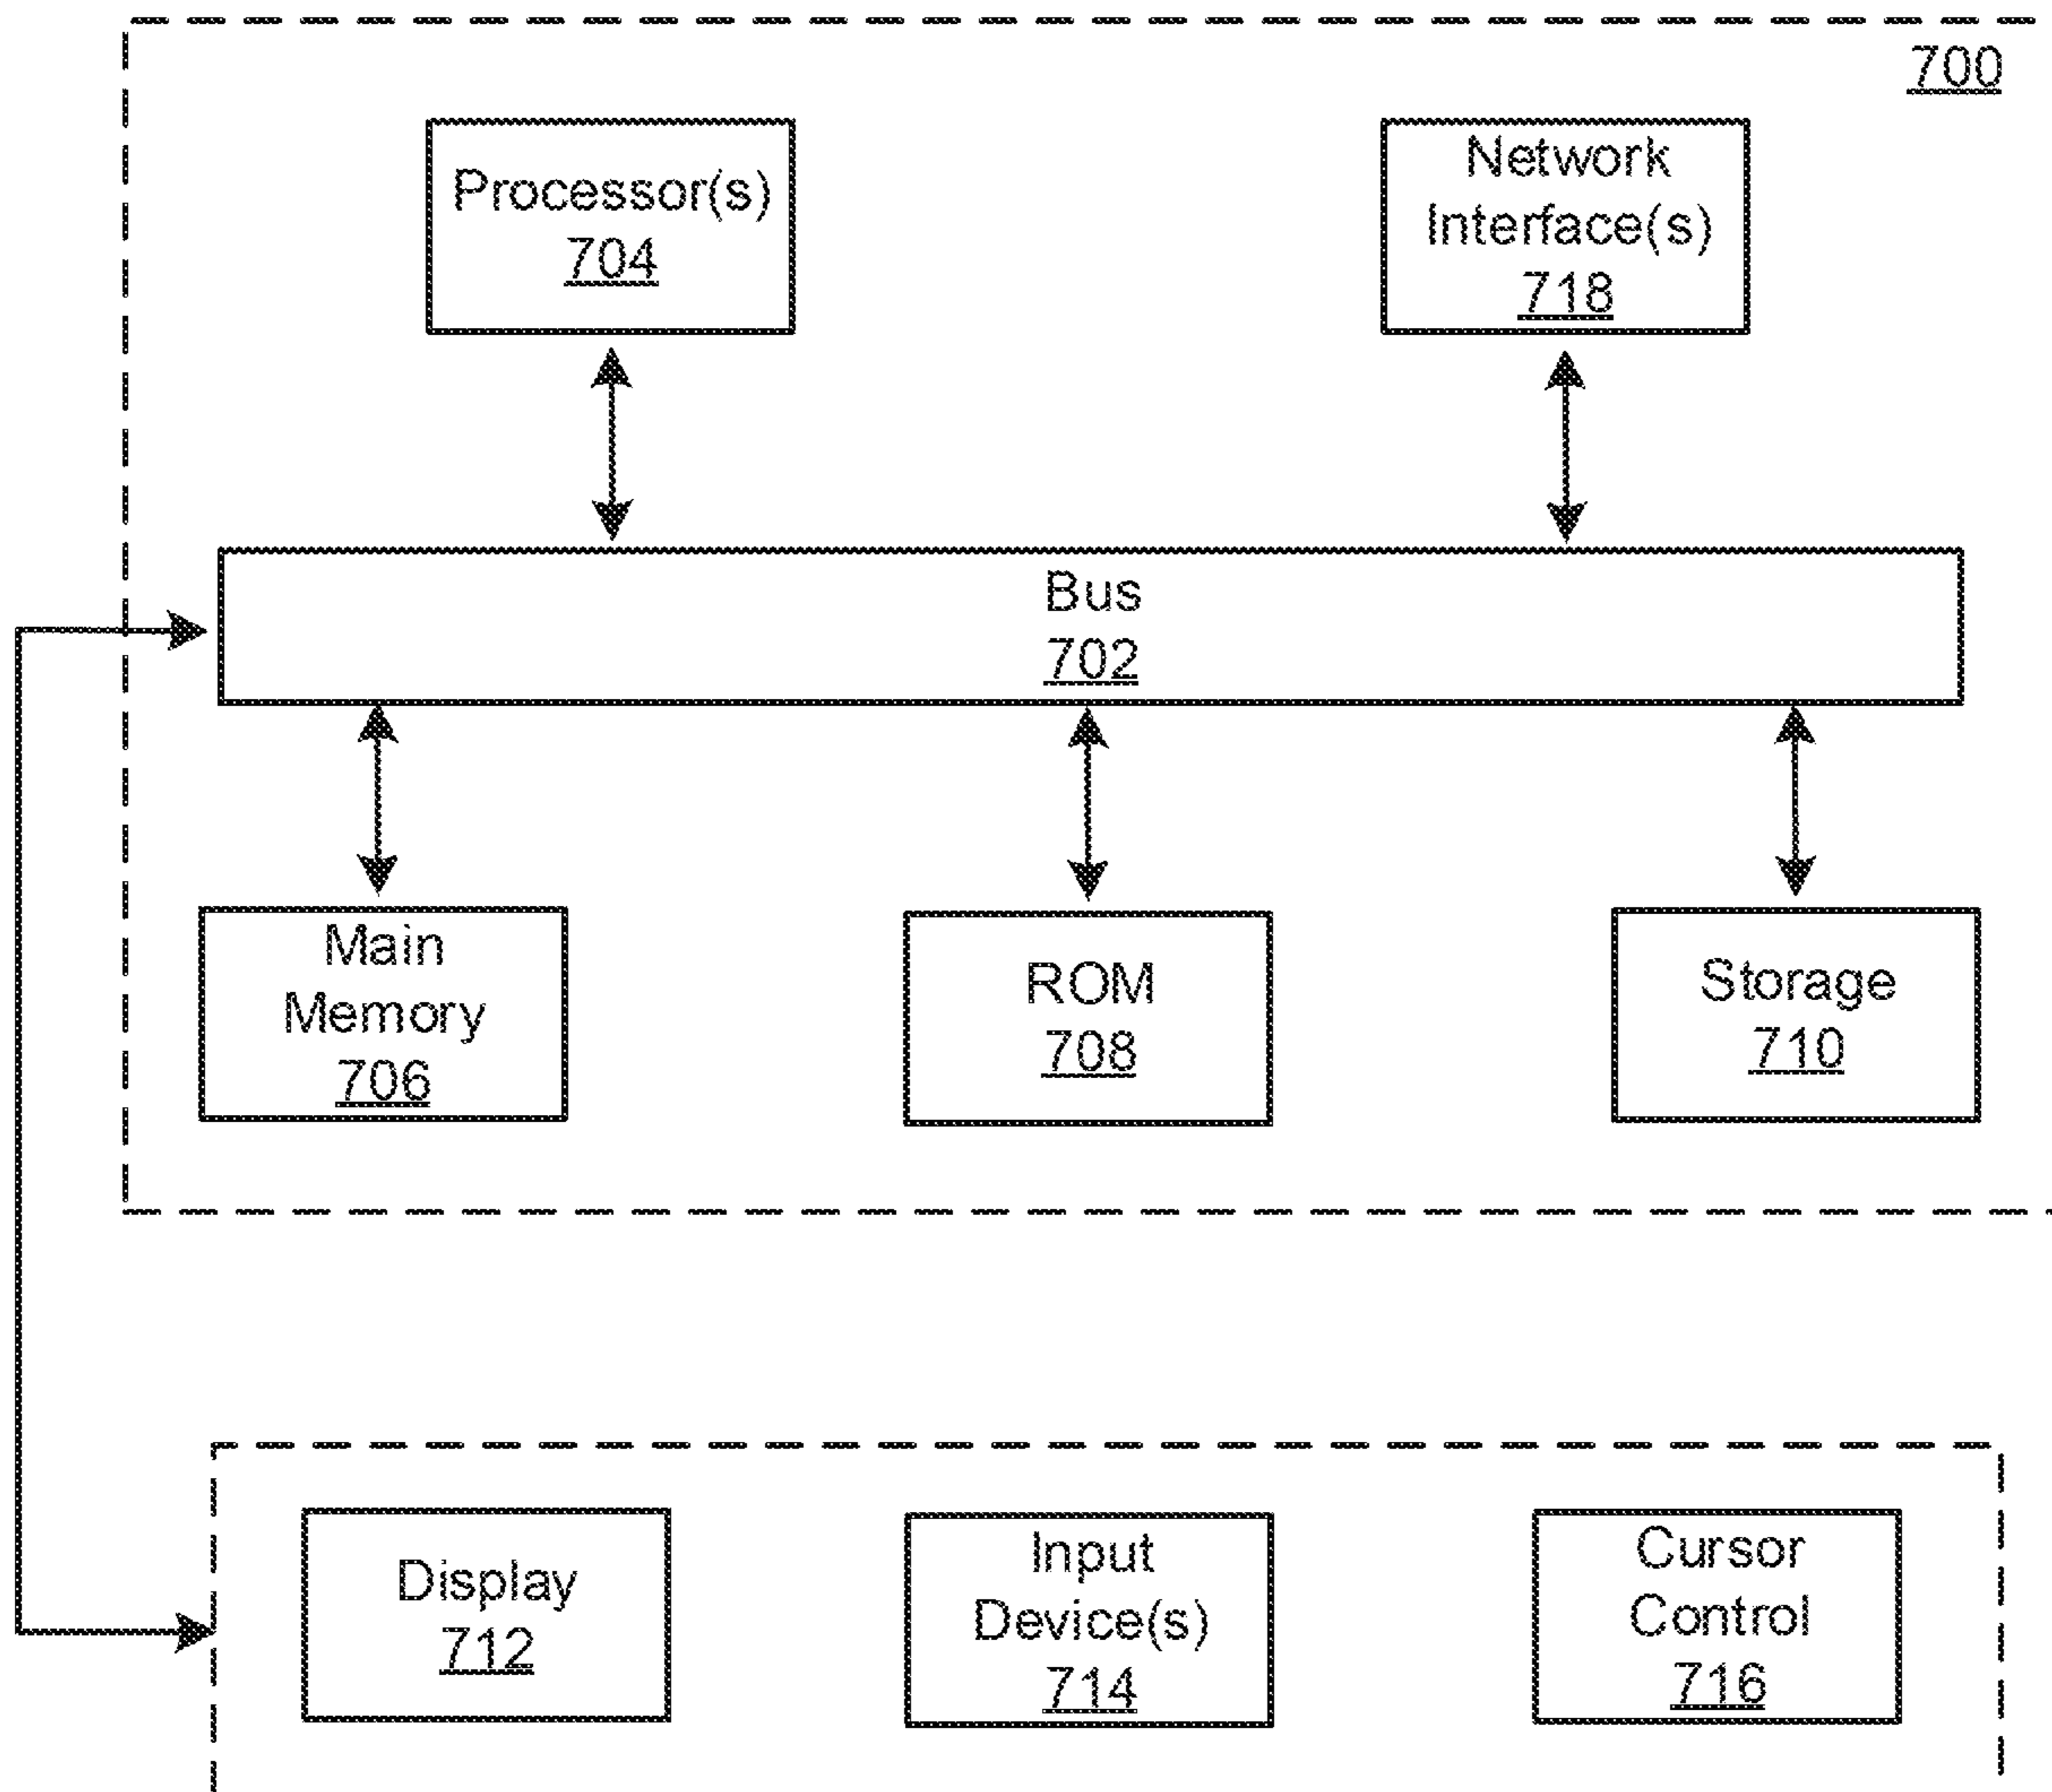 700
Processor(s)
704
Network
Interface(s)
718
Bus
702
Main
Memory
706
ROM
708
Storage
710
Display
712
Input
Device(s)
714
Cursor
Control
716